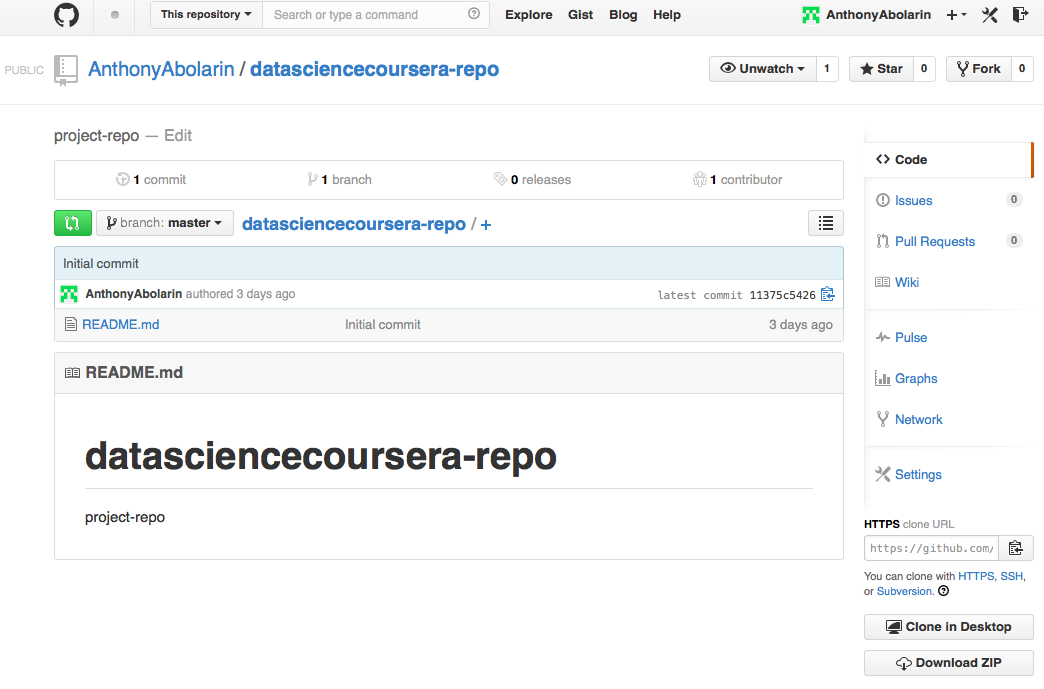 This repository Search or type a command Explore Gist Blog Help AnthonyAbolarin
PUBLIC AnthonyAbolarin / datasciencecoursera-repo Unwatch 1 Star 0 Fork 0
project-repo — Edit
1 commit 1 branch 0 releases 1 contributor
branch: master datasciencecoursera-repo / +
Initial commit
AnthonyAbolarin authored 3 days ago latest commit 11375c5426
README.md Initial commit 3 days ago
README.md
datasciencecoursera-repo
project-repo
Code
Issues 0
Pull Requests 0
Wiki
Pulse
Graphs
Network
Settings
HTTPS clone URL
https://github.com/
You can clone with HTTPS, SSH,
or Subversion.
Clone in Desktop
Download ZIP